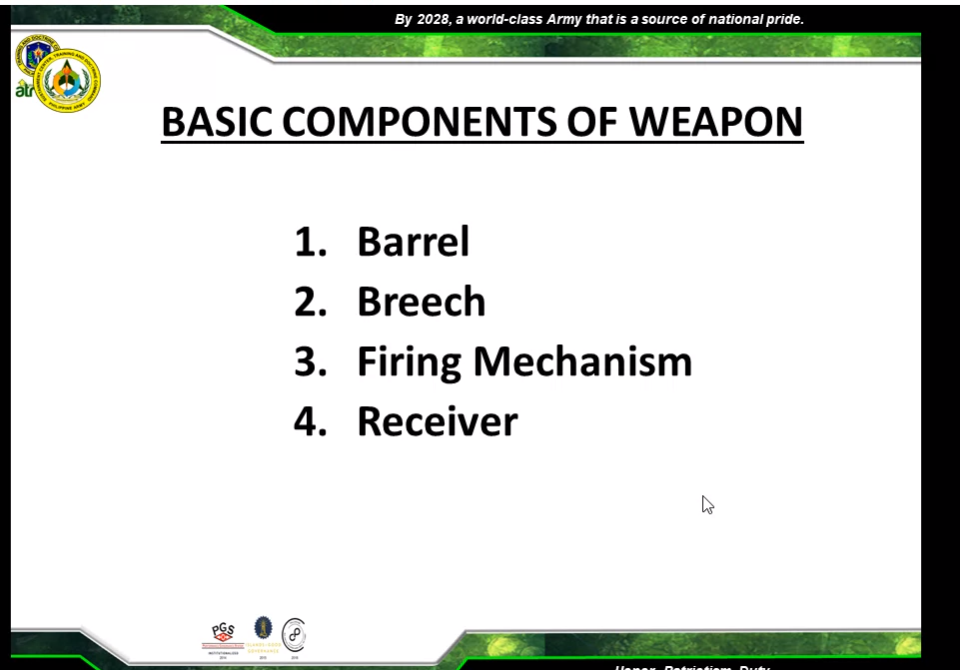 By 2028, a world-class Army that is a source of national pride.
BASIC COMPONENTS OF WEAPON
1. Barrel
2. Breech
3. Firing Mechanism
4. Receiver
PGS
Honor. Patriotism. Duty.